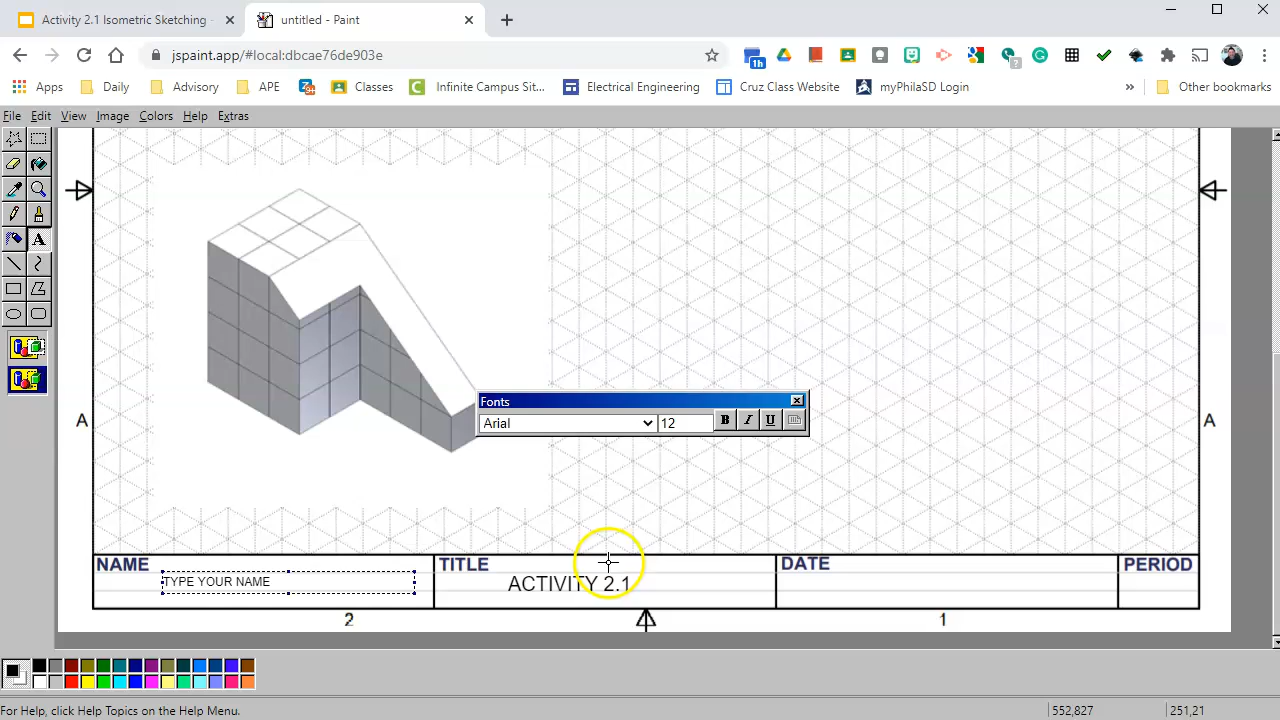 Activity 2.1 Isometric Sketching -
untitled - Paint
jspaint.app/#local:dbcae76de903e
1h
?
Apps
Daily
Advisory
APE
Classes
Infinite Campus Sit...
Electrical Engineering
Cruz Class Website
myPhilaSD Login
»
Other bookmarks
File Edit View Image Colors Help Extras
A
A
A
Fonts
Arial
12
B I U
NAME
TYPE YOUR NAME
TITLE
ACTIVITY 2.1
DATE
PERIOD
2
1
For Help, click Help Topics on the Help Menu.
552,827
251,21